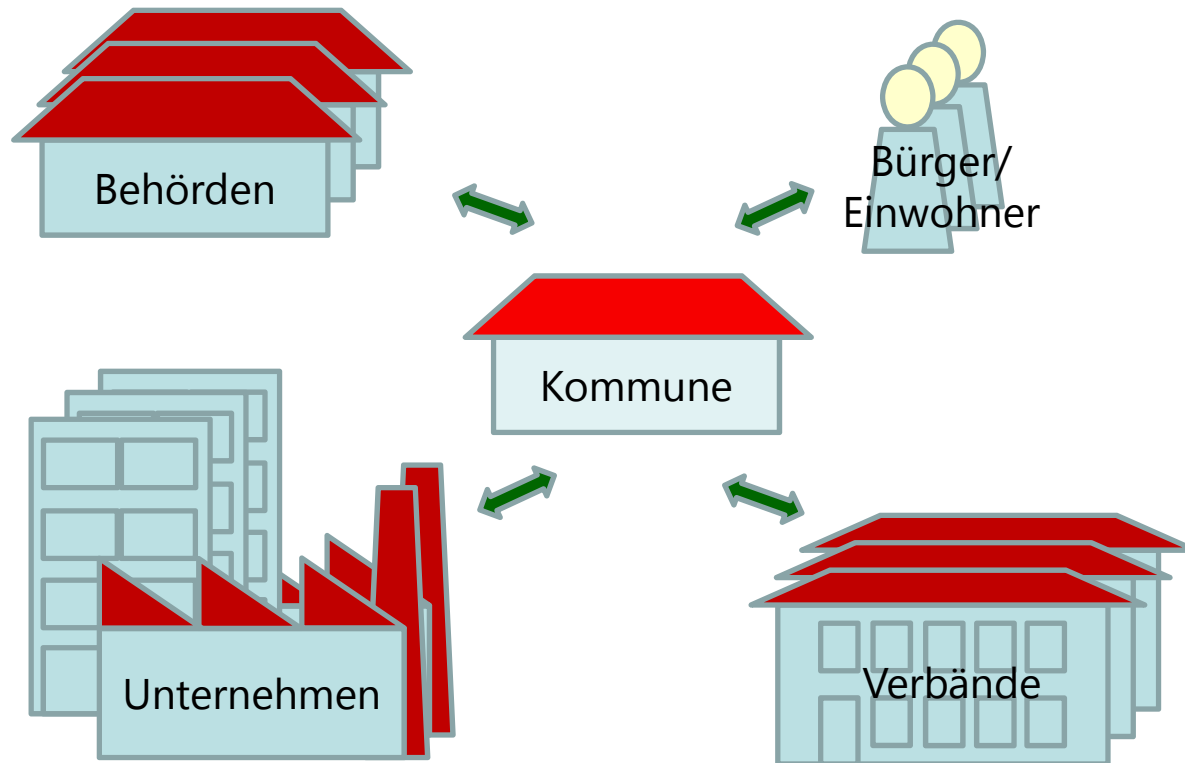 Behörden
Bürger/
Einwohner
Kommune
Unternehmen
Verbände